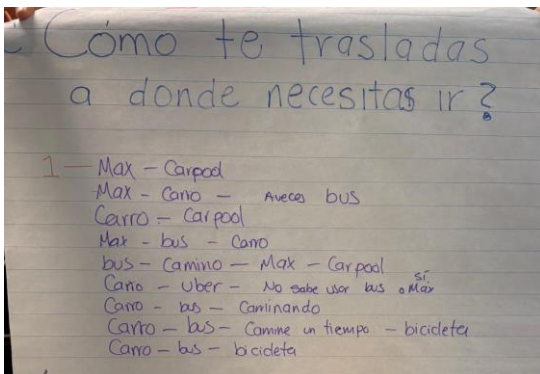 ¿Cómo te trasladas
a donde necesitas ir?
1 — Max — Carpool
Max — Carro — Aveces bus
Carro — Carpool
Max — bus — Carro
bus — Camino — Max — Carpool
Carro — Uber — No sabe usar bus o Max sí
Carro — bus — Caminando
Carro — bus — Camine un tiempo — bicicleta
Carro — bus — bicicleta